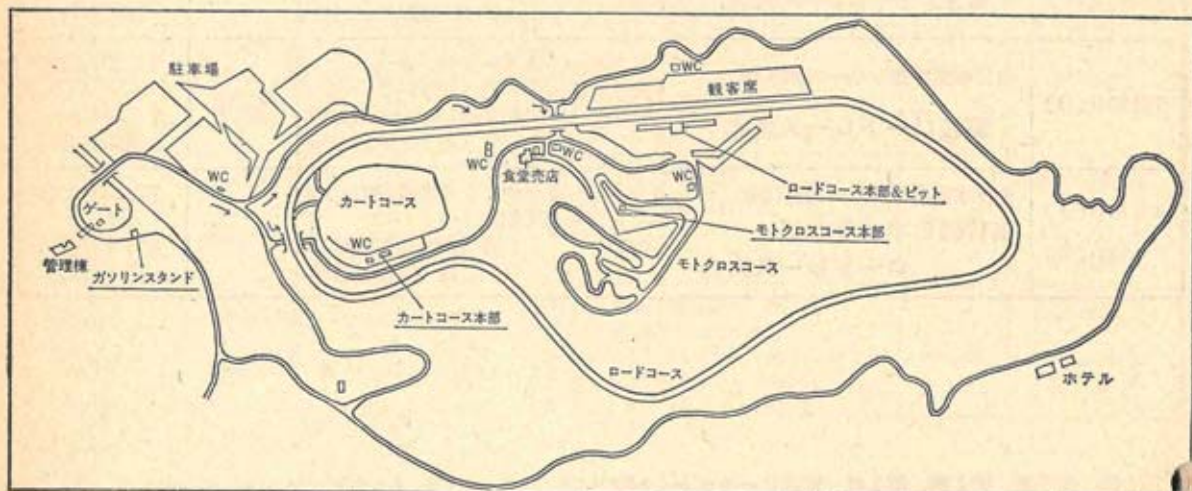 駐車場
WC
観客席
WC
WC
食堂売店
WC
WC
カートコース
ロードコース本部&ピット
ゲート
WC
モトクロスコース本部
管理棟
モトクロスコース
ガソリンスタンド
カートコース本部
ロードコース
ホテル